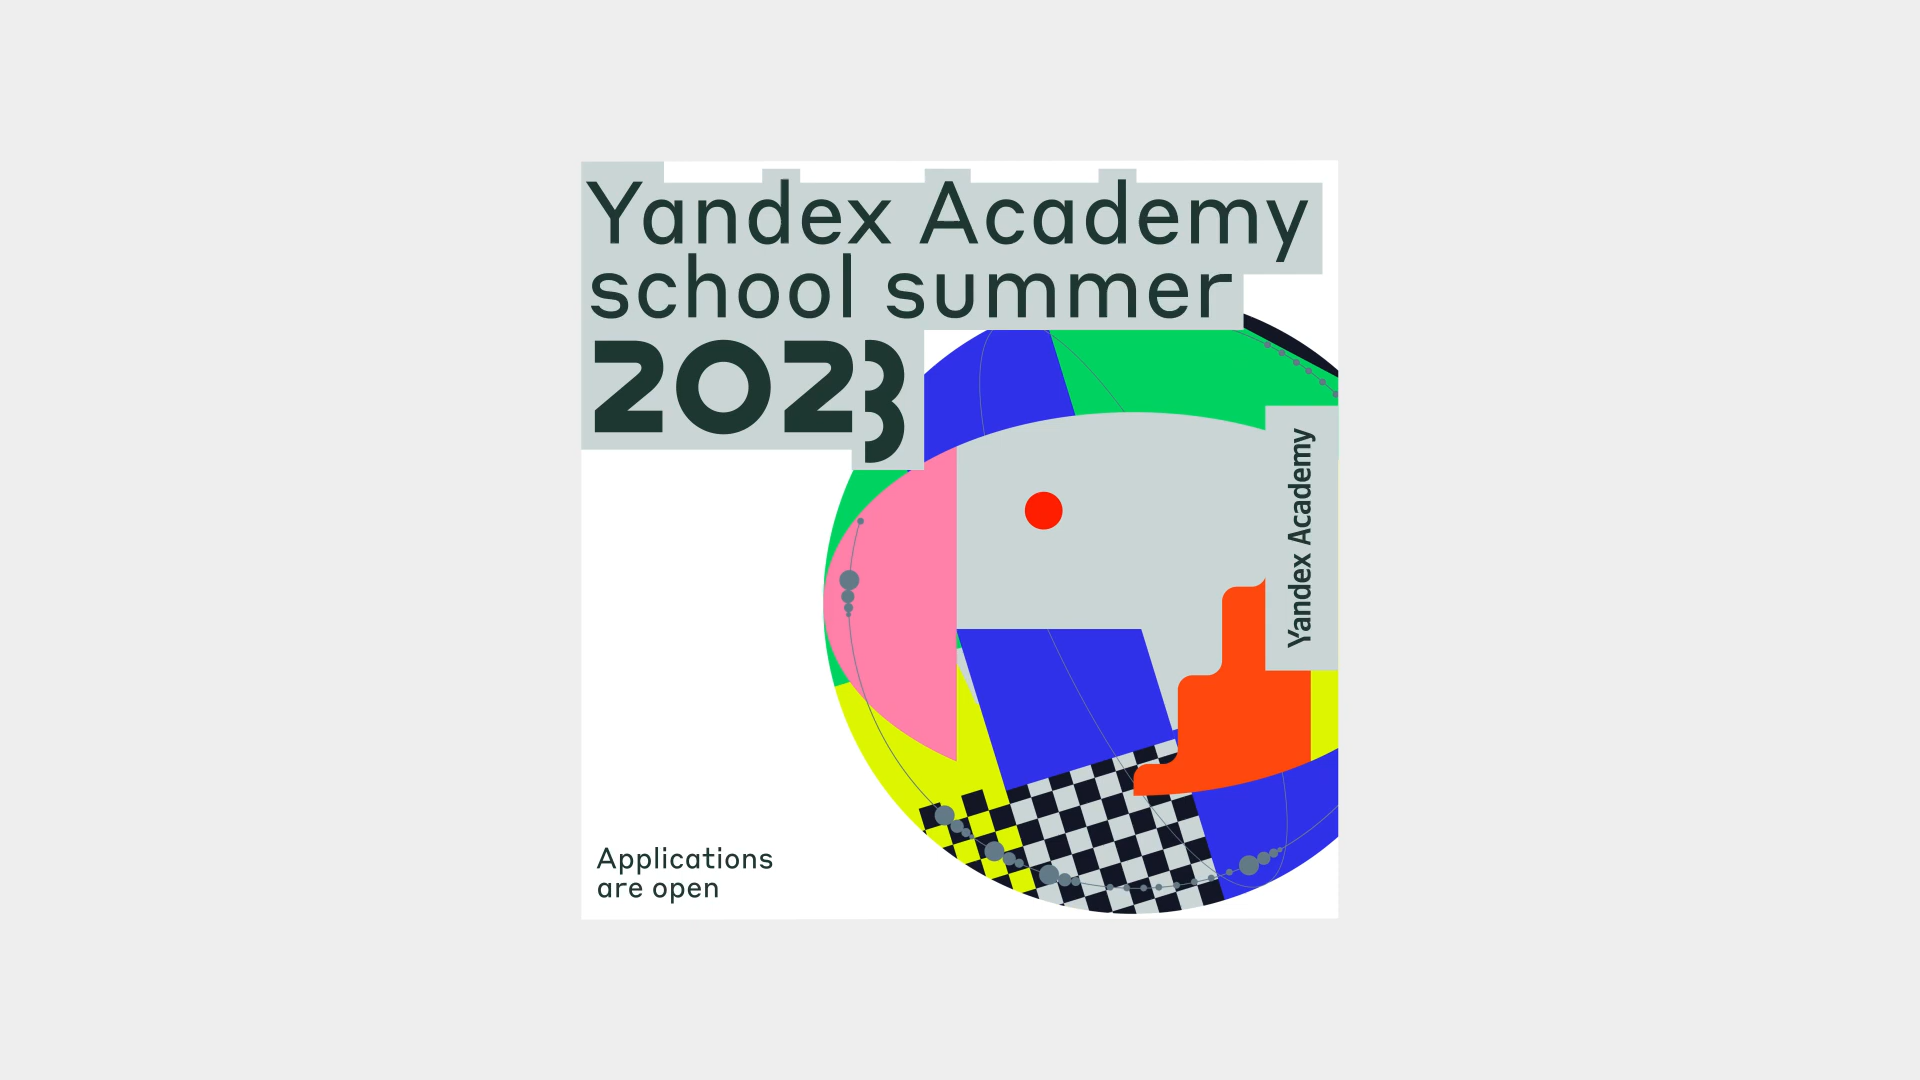 Yandex Academy
school summer
2023
Yandex Academy
Applications
are open